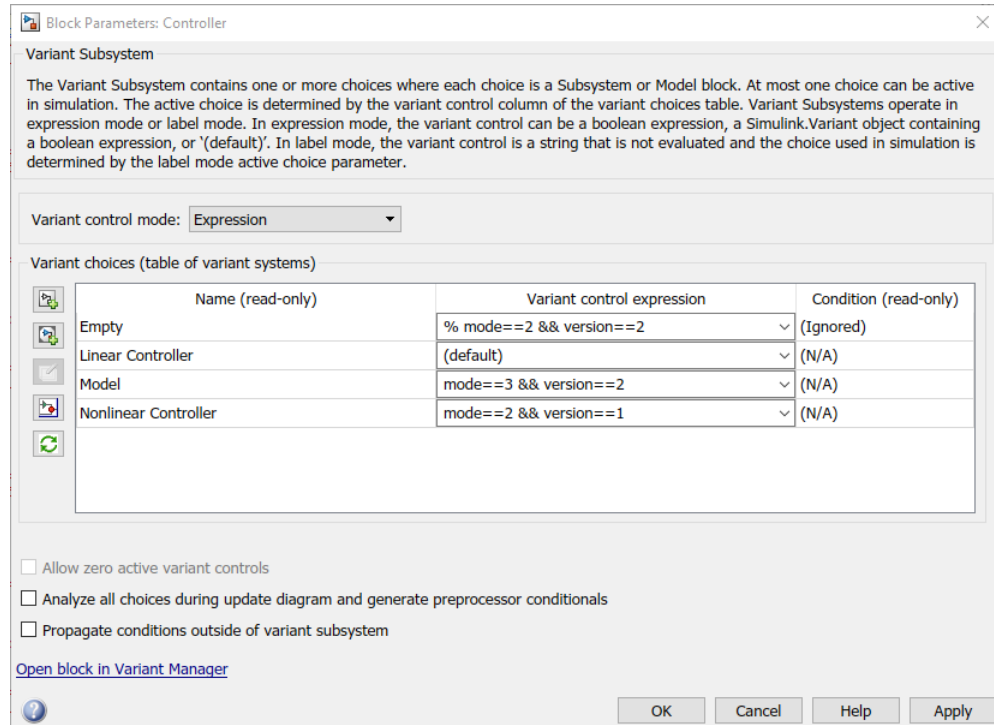 Block Parameters: Controller
Variant Subsystem
The Variant Subsystem contains one or more choices where each choice is a Subsystem or Model block. At most one choice can be active
in simulation. The active choice is determined by the variant control column of the variant choices table. Variant Subsystems operate in
expression mode or label mode. In expression mode, the variant control can be a boolean expression, a Simulink.Variant object containing
a boolean expression, or '(default)'. In label mode, the variant control is a string that is not evaluated and the choice used in simulation is
determined by the label mode active choice parameter.
Variant control mode: Expression
Variant choices (table of variant systems)
Name (read-only) Variant control expression Condition (read-only)
Empty % mode==2 && version==2 (Ignored)
Linear Controller (default) (N/A)
Model mode==3 && version==2 (N/A)
Nonlinear Controller mode==2 && version==1 (N/A)
Allow zero active variant controls
Analyze all choices during update diagram and generate preprocessor conditionals
Propagate conditions outside of variant subsystem
Open block in Variant Manager
? OK Cancel Help Apply